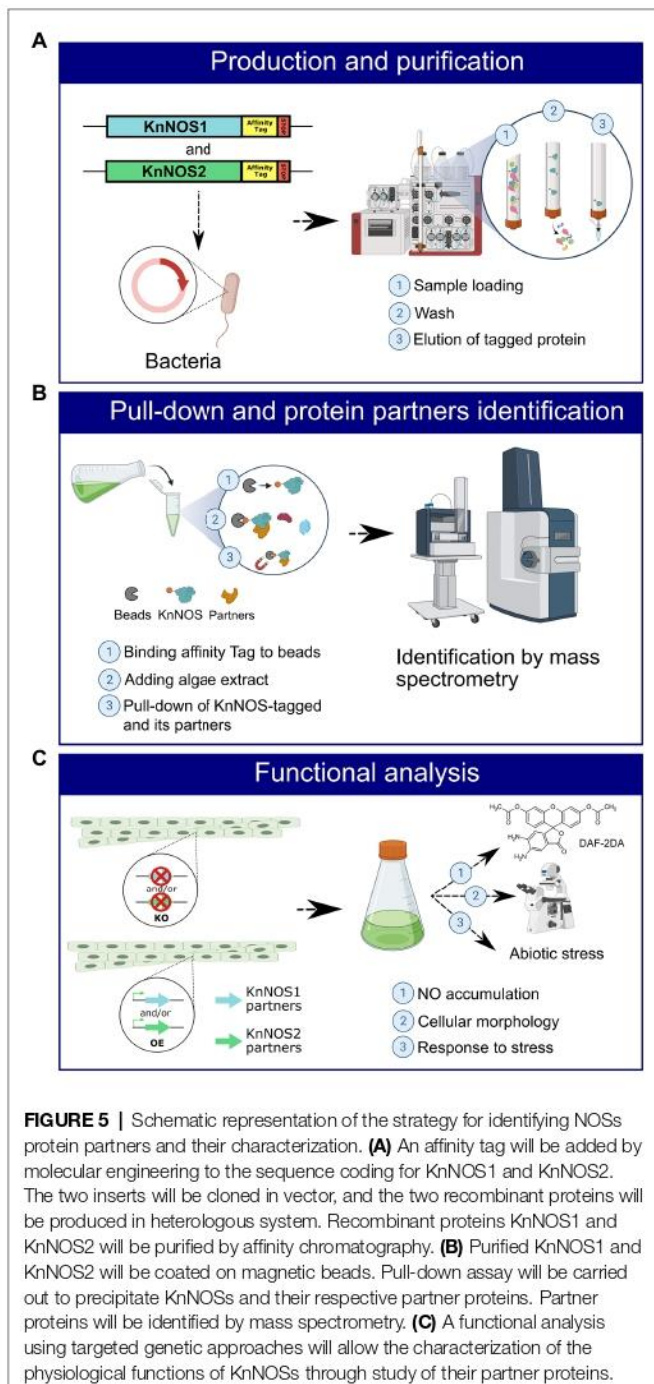 A
Production and purification
KnNOS1
Affinity
Tag
STOP
and
KnNOS2
Affinity
Tag
STOP
Bacteria
1
2
3
1 Sample loading
2 Wash
3 Elution of tagged protein
B
Pull-down and protein partners identification
1
2
3
Beads KnNOS Partners
1 Binding affinity Tag to beads
2 Adding algae extract
3 Pull-down of KnNOS-tagged
and its partners
Identification by mass
spectrometry
C
Functional analysis
and/or
KO
and/or
OE
KnNOS1
partners
KnNOS2
partners
1
2
3
H₃C
O
O
O
O
O
CH₃
H₂N
H₂N
O
O
DAF-2DA
Abiotic stress
1 NO accumulation
2 Cellular morphology
3 Response to stress
FIGURE 5 | Schematic representation of the strategy for identifying NOSs
protein partners and their characterization. (A) An affinity tag will be added by
molecular engineering to the sequence coding for KnNOS1 and KnNOS2.
The two inserts will be cloned in vector, and the two recombinant proteins will
be produced in heterologous system. Recombinant proteins KnNOS1 and
KnNOS2 will be purified by affinity chromatography. (B) Purified KnNOS1 and
KnNOS2 will be coated on magnetic beads. Pull-down assay will be carried
out to precipitate KnNOSs and their respective partner proteins. Partner
proteins will be identified by mass spectrometry. (C) A functional analysis
using targeted genetic approaches will allow the characterization of the
physiological functions of KnNOSs through study of their partner proteins.